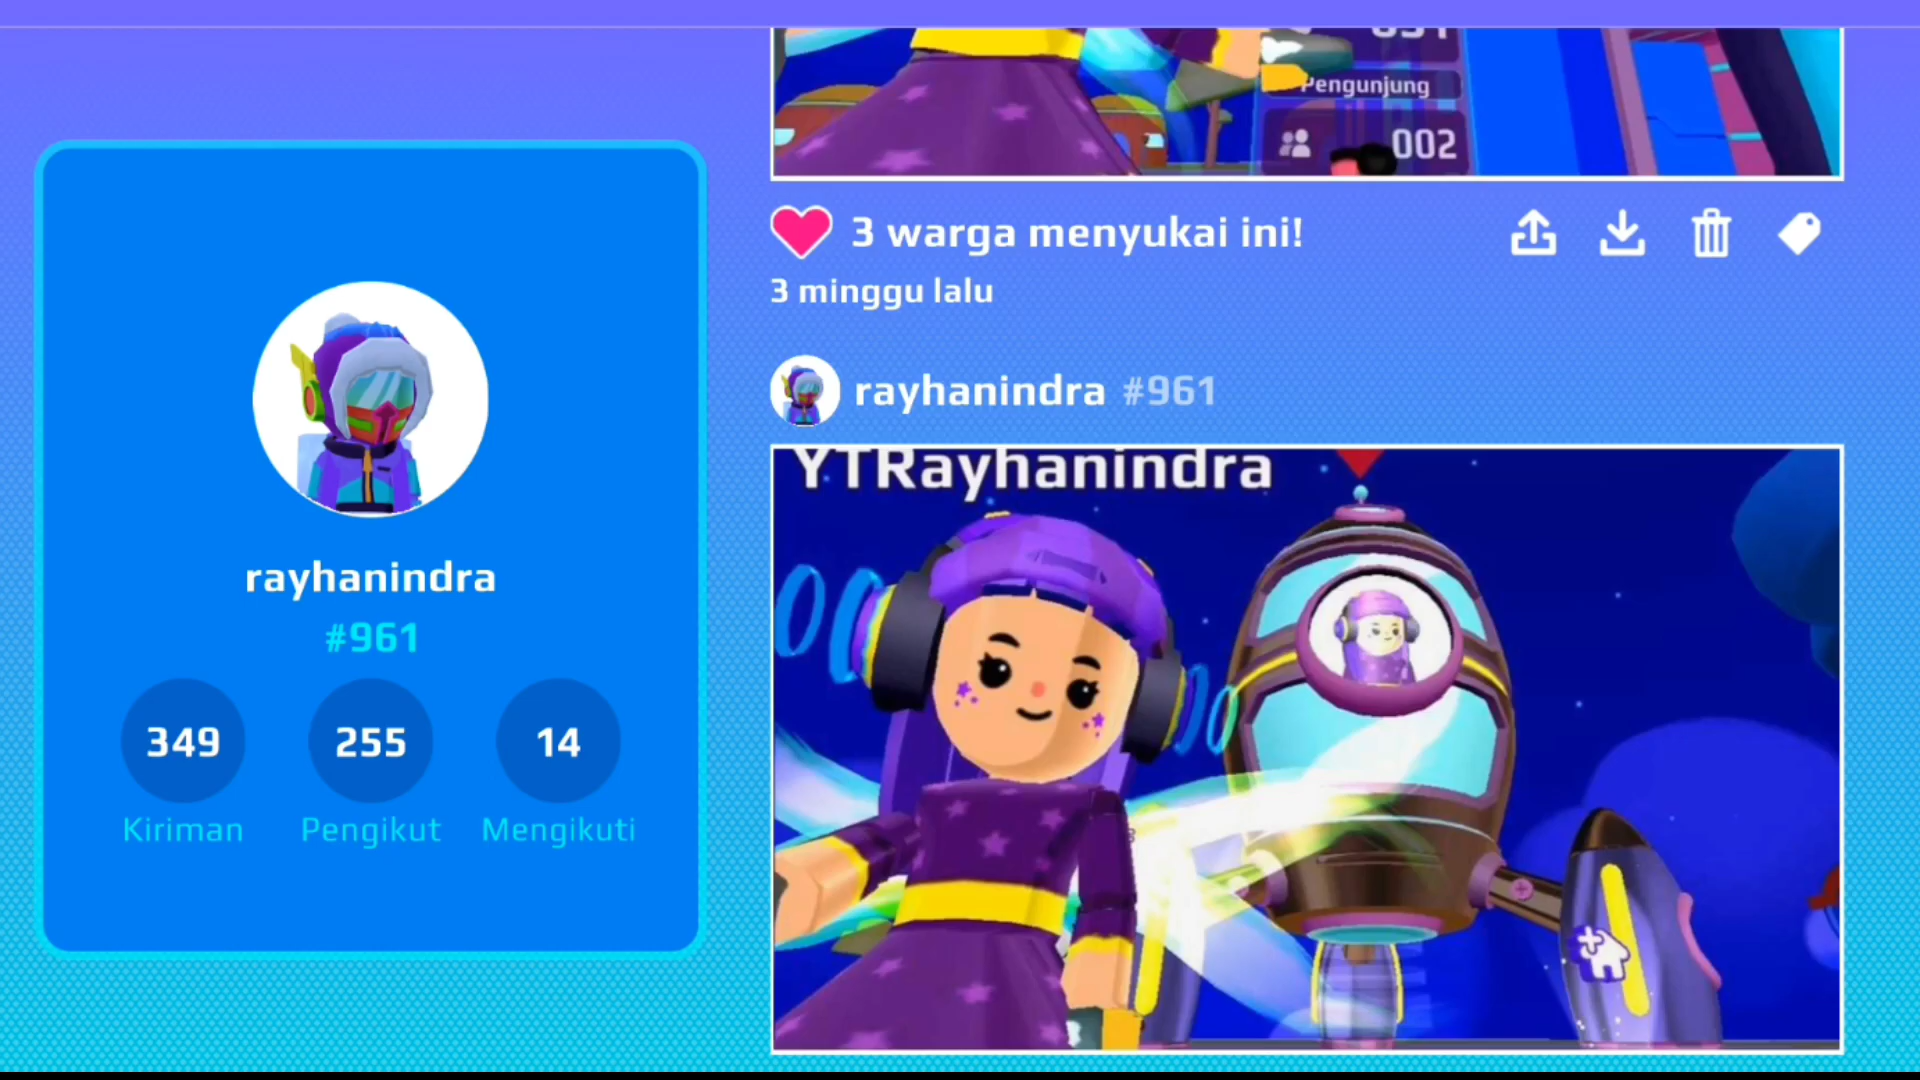 rayhanindra
#961
349
255
14
Kiriman
Pengikut
Mengikuti
Pengunjung
002
3 warga menyukai ini!
3 minggu lalu
rayhanindra #961
YTRayhanindra